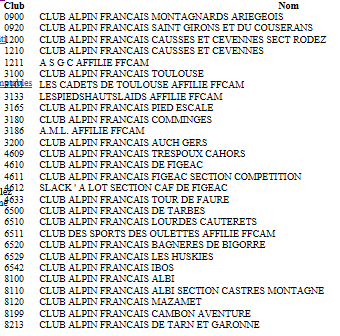 Club Nom
0900 CLUB ALPIN FRANCAIS MONTAGNARDS ARIEGEOIS
0920 CLUB ALPIN FRANCAIS SAINT GIRONS ET DU COUSERANS
1200 CLUB ALPIN FRANCAIS CAUSSES ET CEVENNES SECT RODEZ
1210 CLUB ALPIN FRANCAIS CAUSSES ET CEVENNES
1211 A S G C AFFILIE FFCAM
3100 CLUB ALPIN FRANCAIS TOULOUSE
LES CADETS DE TOULOUSE AFFILIE FFCAM
3133 LESPIEDSHAUTSLAIDS AFFILIE FFCAM
3165 CLUB ALPIN FRANCAIS PIED ESCALE
3180 CLUB ALPIN FRANCAIS COMMINGES
3186 A.M.L. AFFILIE FFCAM
3200 CLUB ALPIN FRANCAIS AUCH GERS
4609 CLUB ALPIN FRANCAIS TRESPOUX CAHORS
4610 CLUB ALPIN FRANCAIS DE FIGEAC
4611 CLUB ALPIN FRANCAIS FIGEAC SECTION COMPETITION
4612 SLACK ' A LOT SECTION CAF DE FIGEAC
4633 CLUB ALPIN FRANCAIS TOUR DE FAURE
6500 CLUB ALPIN FRANCAIS DE TARBES
6510 CLUB ALPIN FRANCAIS LOURDES CAUTERETS
6511 CLUB DES SPORTS DES OULETTES AFFILIE FFCAM
6520 CLUB ALPIN FRANCAIS BAGNERES DE BIGORRE
6529 CLUB ALPIN FRANCAIS LES HUSKIES
6542 CLUB ALPIN FRANCAIS IBOS
8100 CLUB ALPIN FRANCAIS ALBI
8110 CLUB ALPIN FRANCAIS ALBI SECTION CASTRES MONTAGNE
8120 CLUB ALPIN FRANCAIS MAZAMET
8199 CLUB ALPIN FRANCAIS CAMBON AVENTURE
8213 CLUB ALPIN FRANCAIS DE TARN ET GARONNE